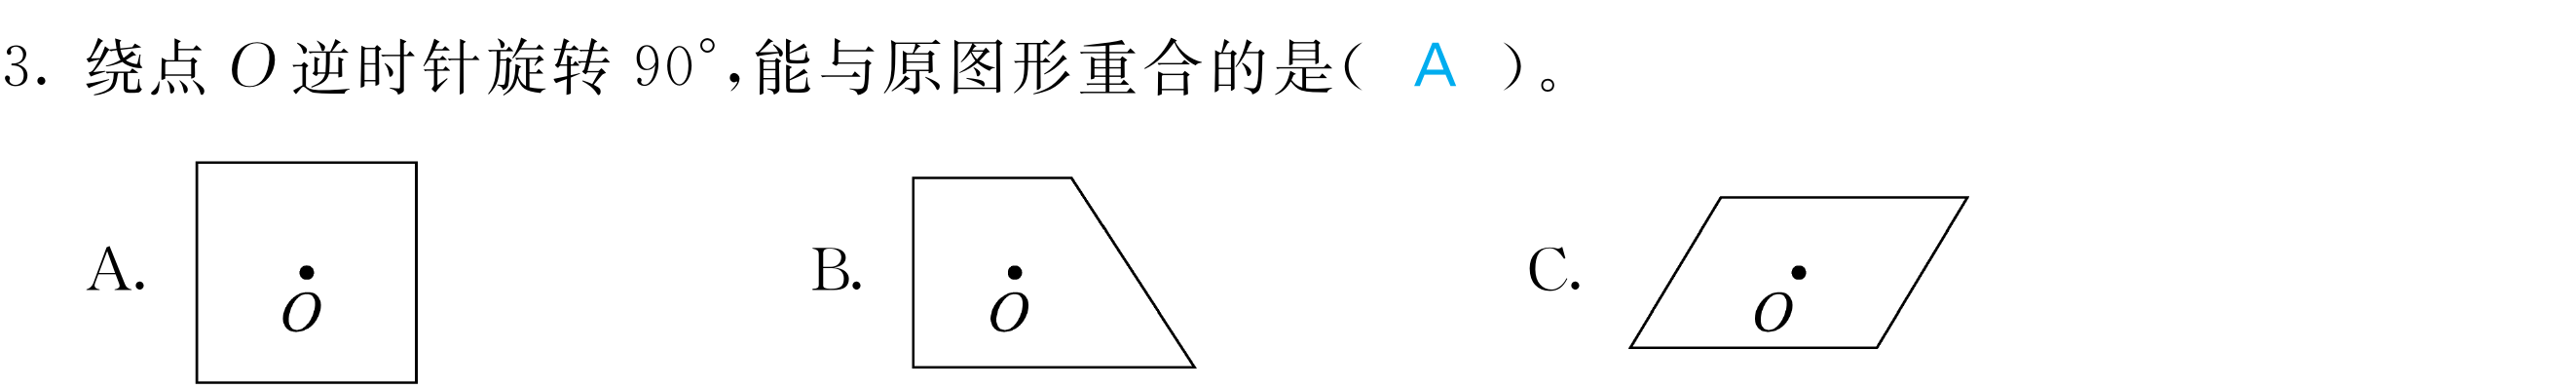 3. 绕点 O 逆时针旋转 90°,能与原图形重合的是( A )。
A. O B. O C. O